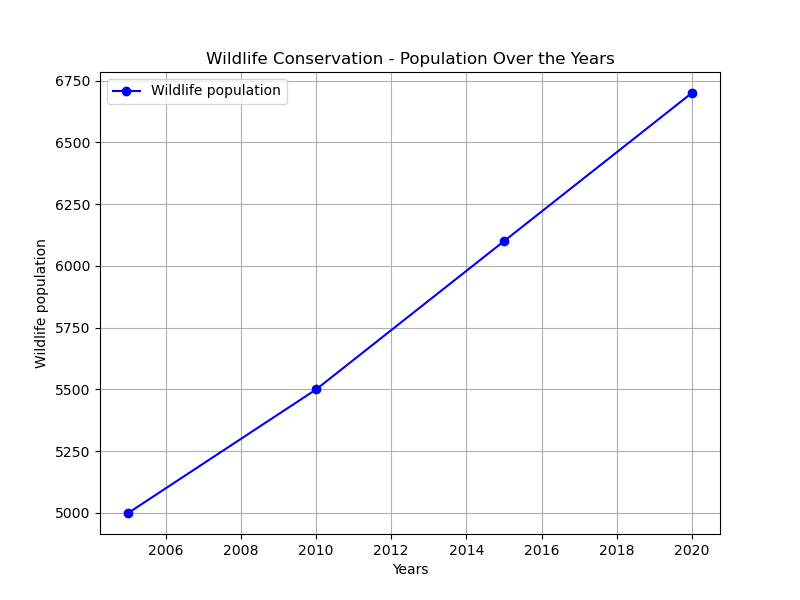 Wildlife Conservation - Population Over the Years
Wildlife population
6750
6500
6250
6000
5750
5500
5250
5000
Wildlife population
2006 2008 2010 2012 2014 2016 2018 2020
Years